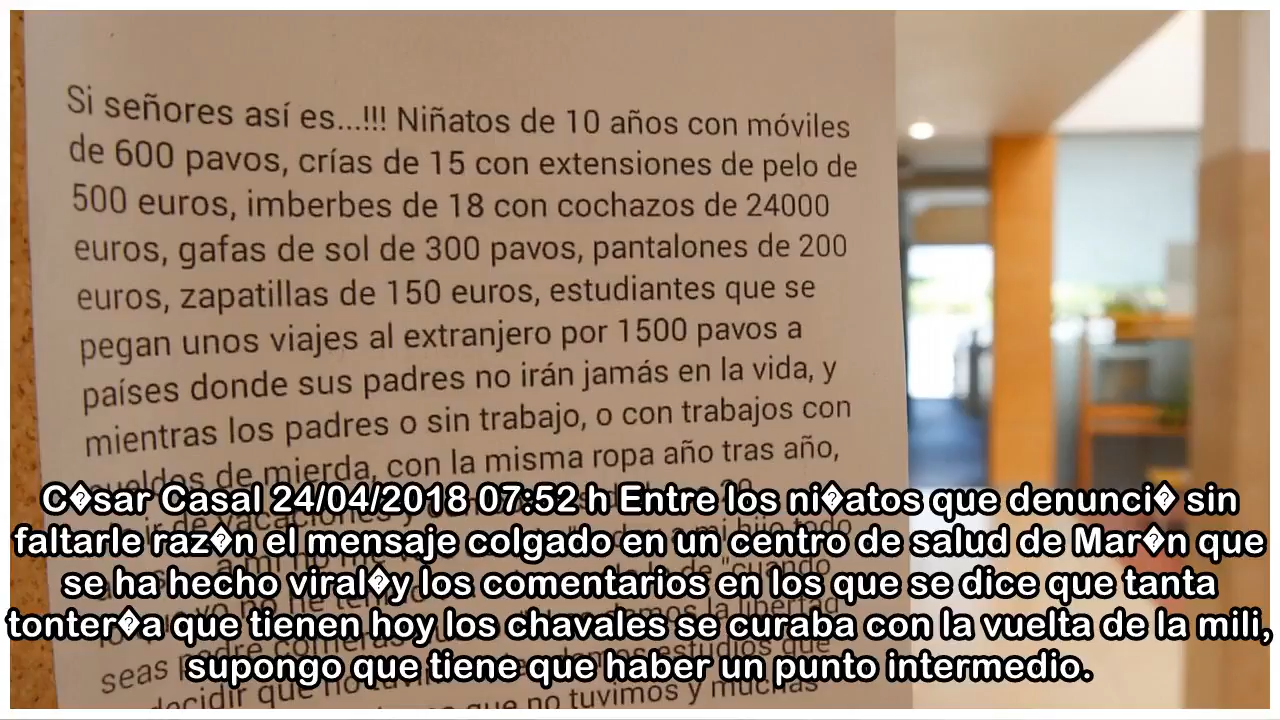 Si señores así es...!!! Niñatos de 10 años con móviles
de 600 pavos, crías de 15 con extensiones de pelo de
500 euros, imberbes de 18 con cochazos de 24000
euros, gafas de sol de 300 pavos, pantalones de 200
euros, zapatillas de 150 euros, estudiantes que se
pegan unos viajes al extranjero por 1500 pavos a
países donde sus padres no irán jamás en la vida, y
mientras los padres o sin trabajo, o con trabajos con
de mierda, con la misma ropa año tras año,
C�sar Casal 24/04/2018 07:52 h Entre los ni�atos que denunci� sin
faltarle raz�n el mensaje colgado en un centro de salud de Mar�n que
se ha hecho viral�y los comentarios en los que se dice que tanta
tonter�a que tienen hoy los chavales se curaba con la vuelta de la mili,
supongo que tiene que haber un punto intermedio.